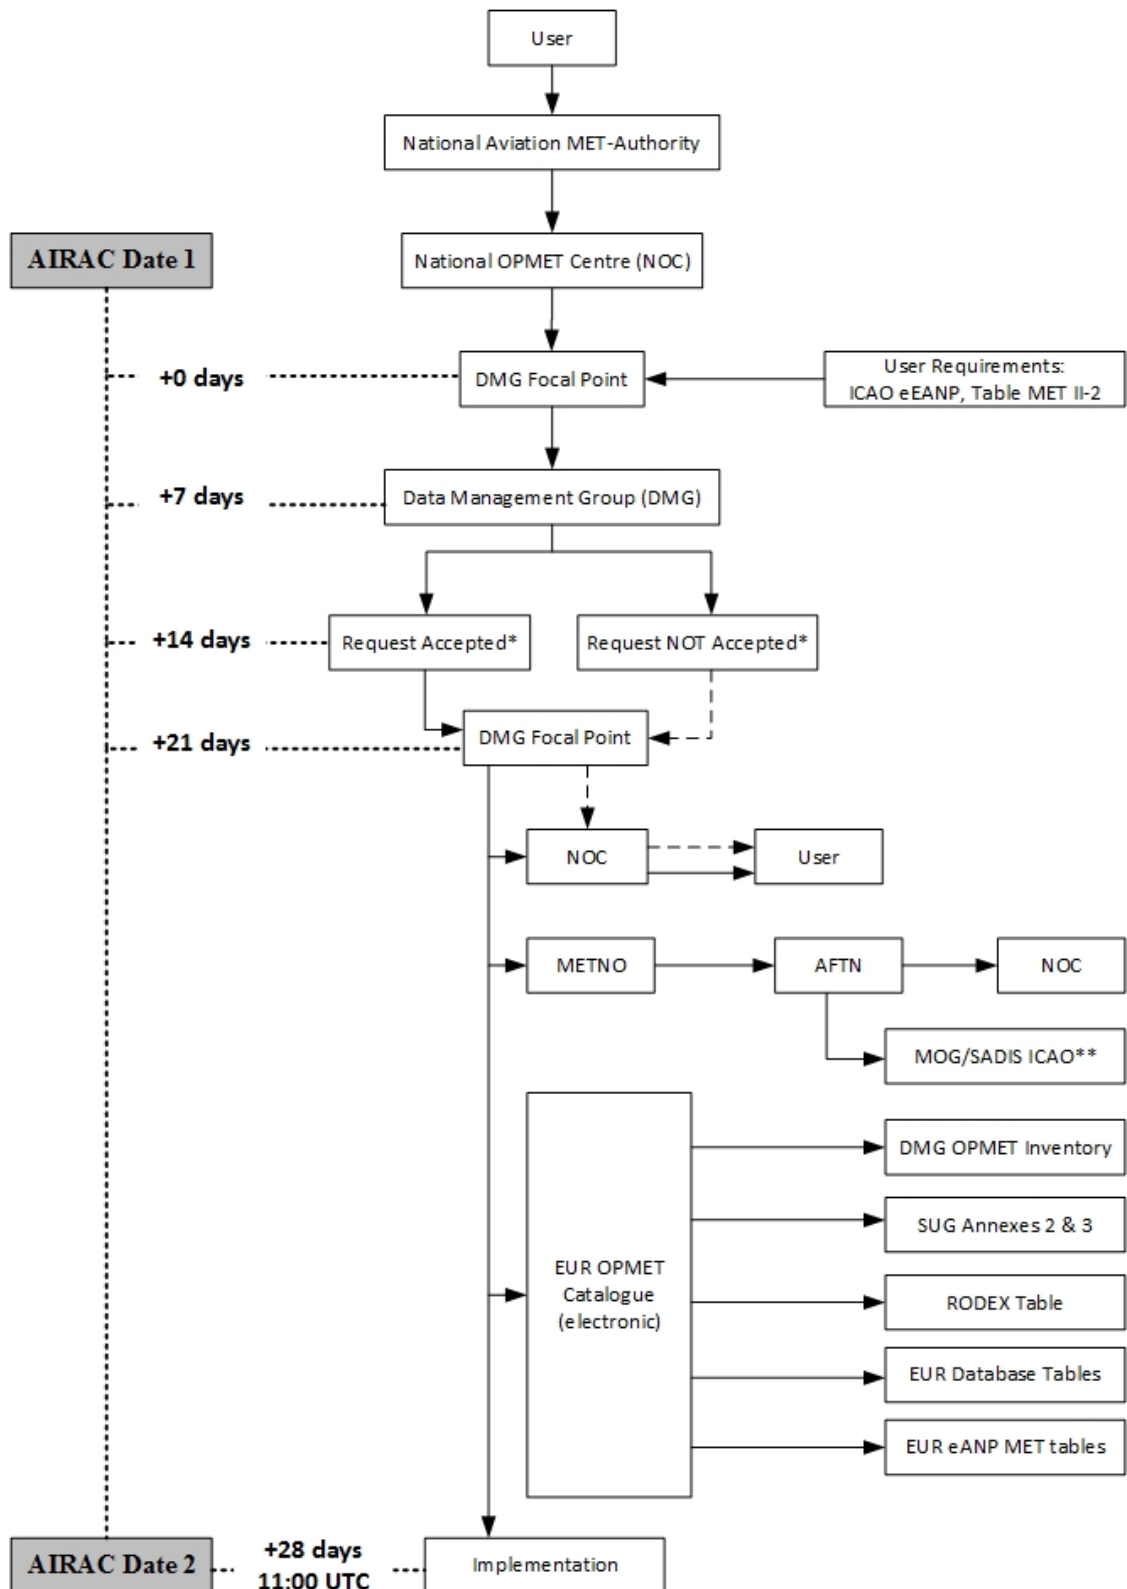 User
National Aviation MET-Authority
AIRAC Date 1
National OPMET Centre (NOC)
+0 days
DMG Focal Point
User Requirements:
ICAO eEANP, Table MET II-2
+7 days
Data Management Group (DMG)
+14 days
Request Accepted*
Request NOT Accepted*
+21 days
DMG Focal Point
NOC
User
METNO
AFTN
NOC
MOG/SADIS ICAO**
EUR OPMET
Catalogue
(electronic)
DMG OPMET Inventory
SUG Annexes 2 & 3
RODEX Table
EUR Database Tables
EUR eANP MET tables
AIRAC Date 2
+28 days
11:00 UTC
Implementation